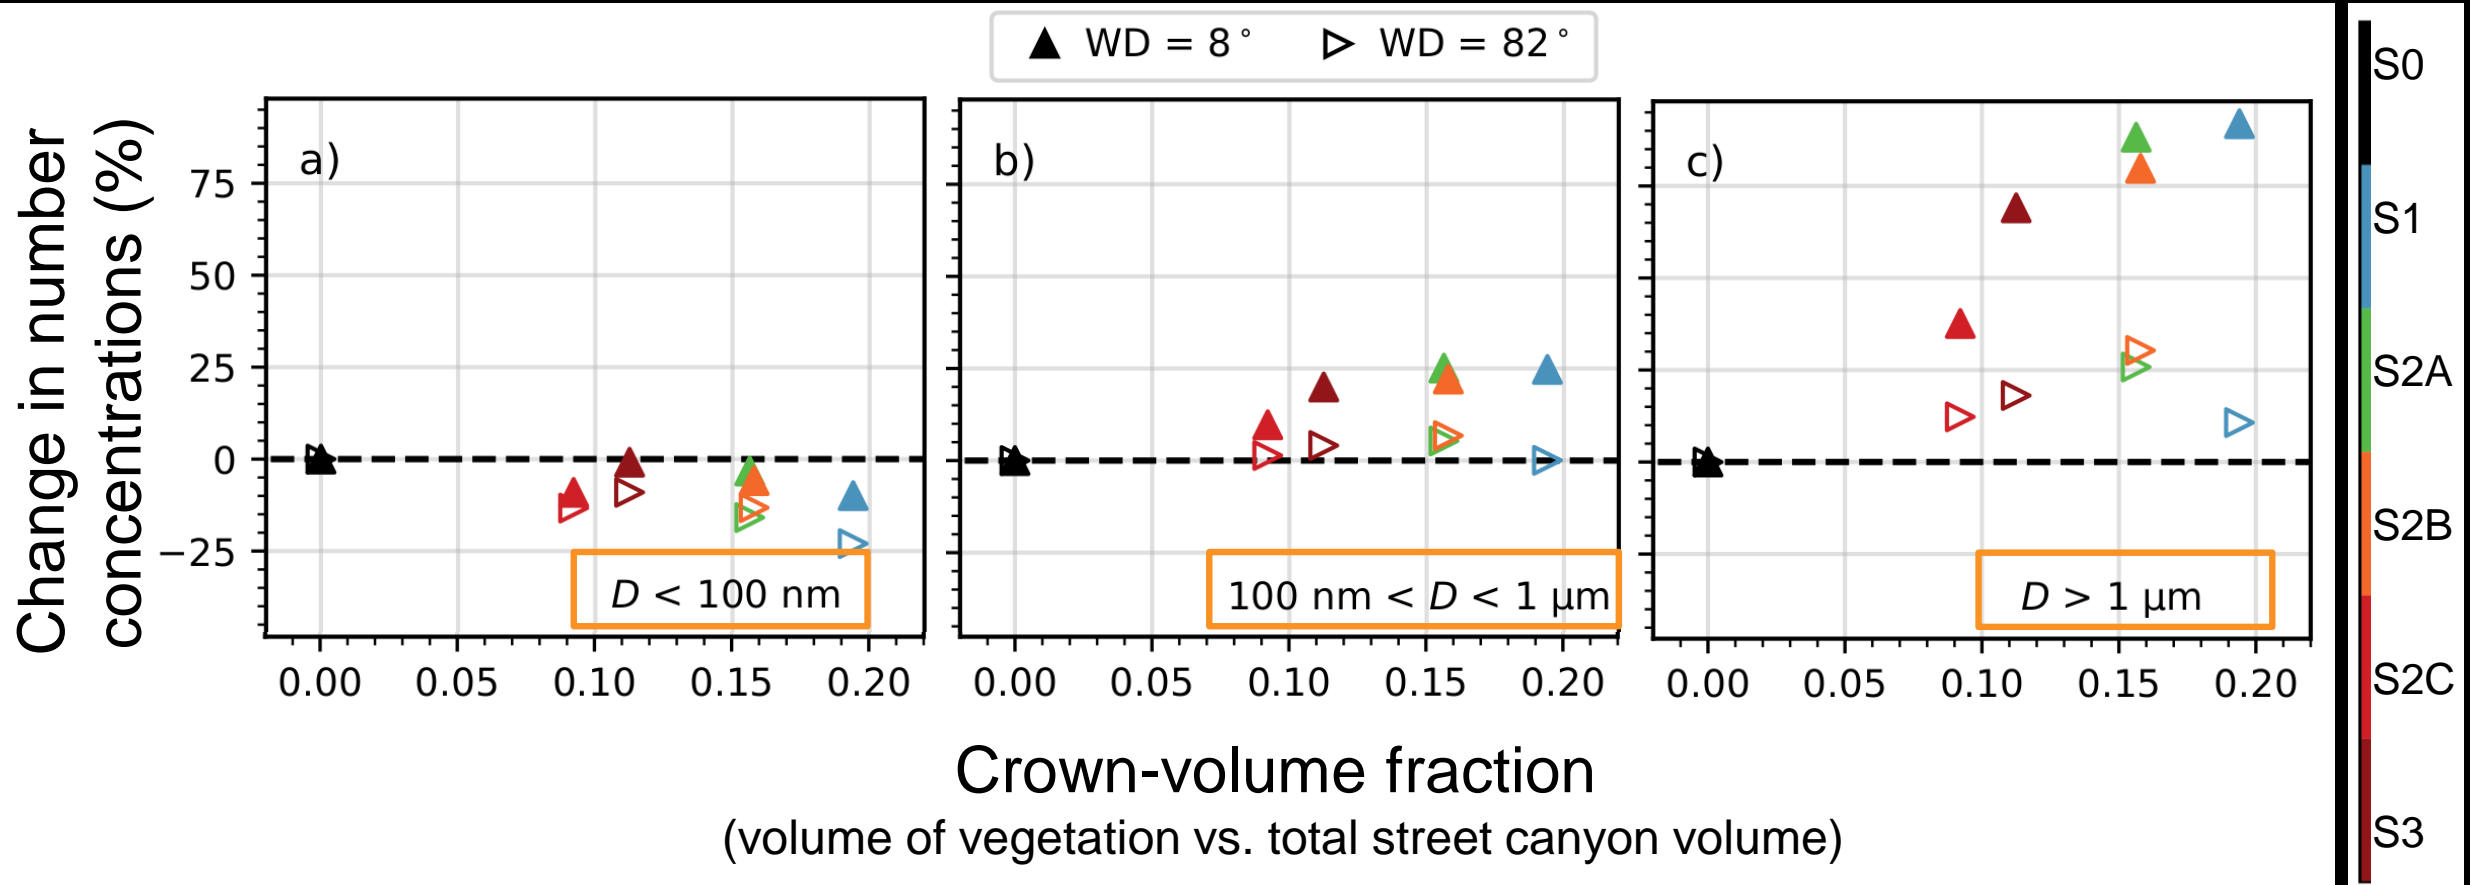 WD = 8° WD = 82°
Change in number
concentrations (%)
75
50
25
0
−25
a)
D < 100 nm
0.00 0.05 0.10 0.15 0.20
b)
100 nm < D < 1 µm
0.00 0.05 0.10 0.15 0.20
c)
D > 1 µm
0.00 0.05 0.10 0.15 0.20
Crown-volume fraction
(volume of vegetation vs. total street canyon volume)
S0
S1
S2A
S2B
S2C
S3